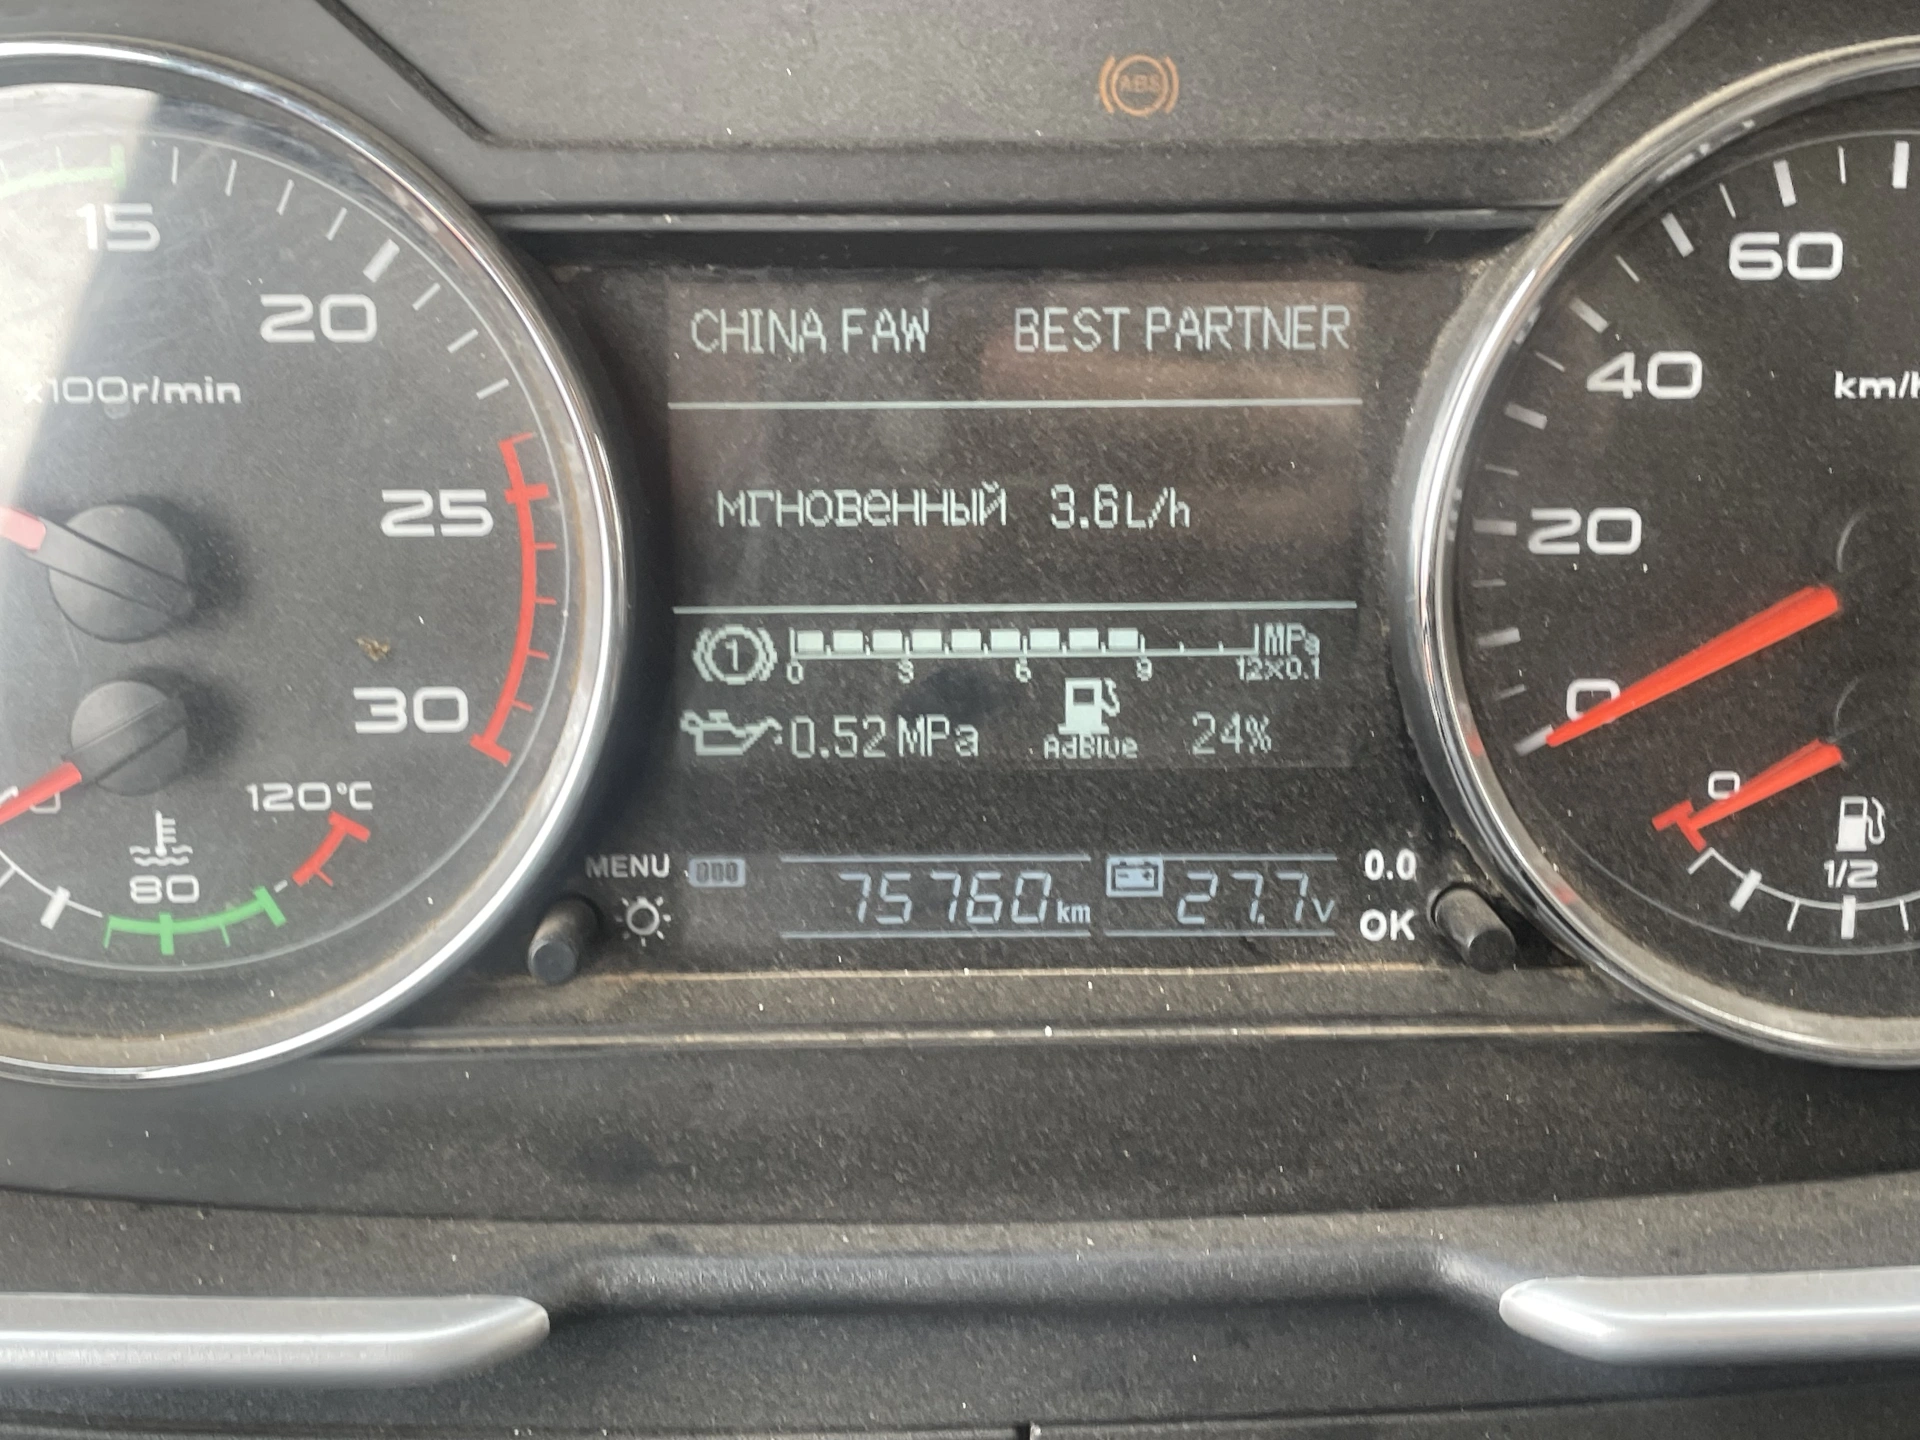 ABS
15
20
x100r/min
25
30
120°C
80
CHINA FAW BEST PARTNER
мгновенный 3.6L/h
1
MPa
0 3 6 9 12x0.1
0.52MPa
AdBlue
24%
MENU
75760km
27.7V
0.0
OK
60
40
km/h
20
0
0
1/2